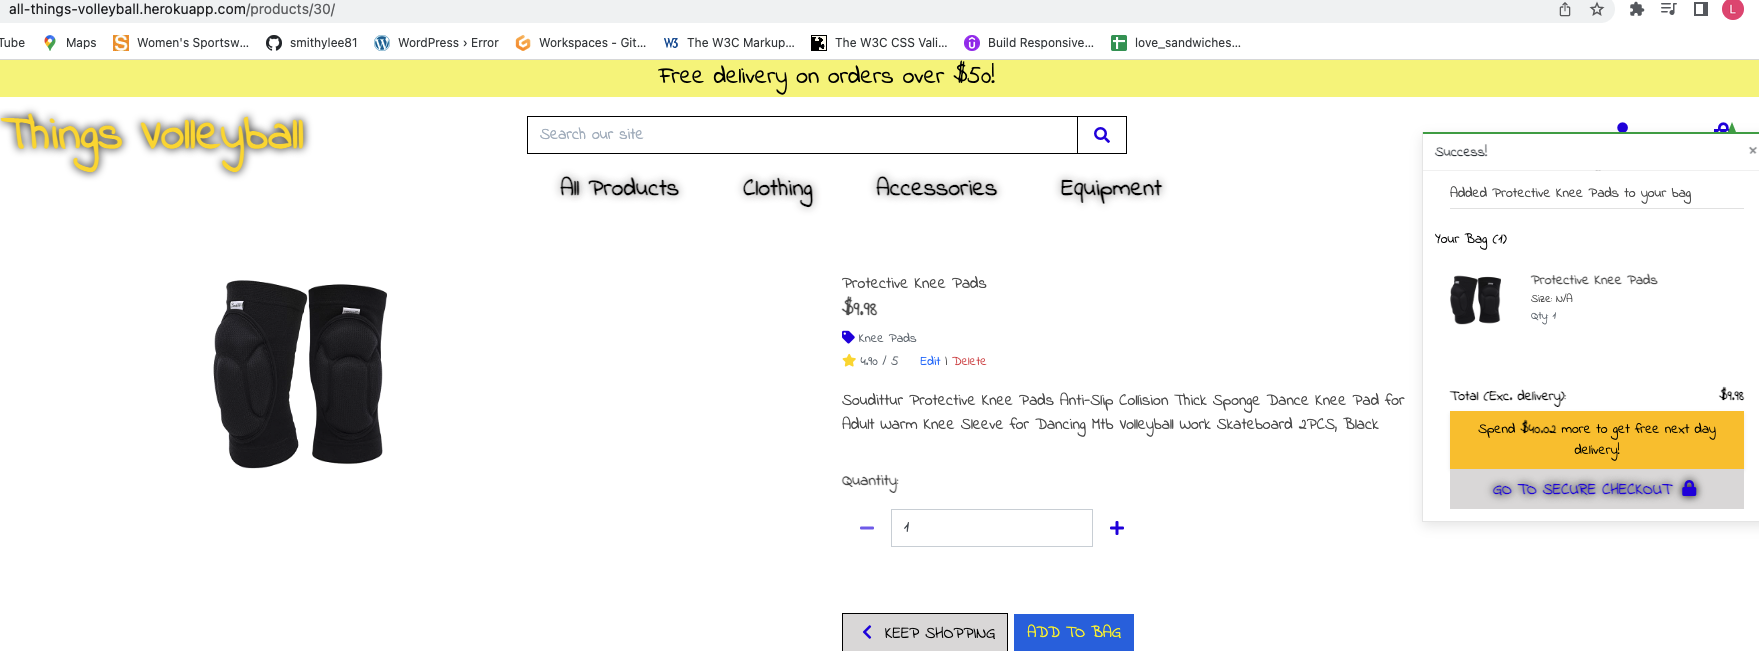 all-things-volleyball.herokuapp.com/products/30/
L
Tube Maps Women's Sportsw... smithylee81 WordPress › Error Workspaces - Git... The W3C Markup... The W3C CSS Vali... Build Responsive... love_sandwiches...
Free delivery on orders over $50!
Things Volleyball
Search our site
All Products Clothing Accessories Equipment
Success!
×
Added Protective Knee Pads to your bag
Your Bag (1)
Protective Knee Pads
Size: N/A
Qty: 1
Total (Exc. delivery): $9.98
Spend $40.02 more to get free next day
delivery!
GO TO SECURE CHECKOUT
Protective Knee Pads
$9.98
Knee Pads
4.90 / 5 Edit | Delete
Soudittur Protective Knee Pads Anti-Slip Collision Thick Sponge Dance Knee Pad for
Adult Warm Knee Sleeve for Dancing Mtb Volleyball Work Skateboard 2PCS, Black
Quantity:
1
KEEP SHOPPING ADD TO BAG